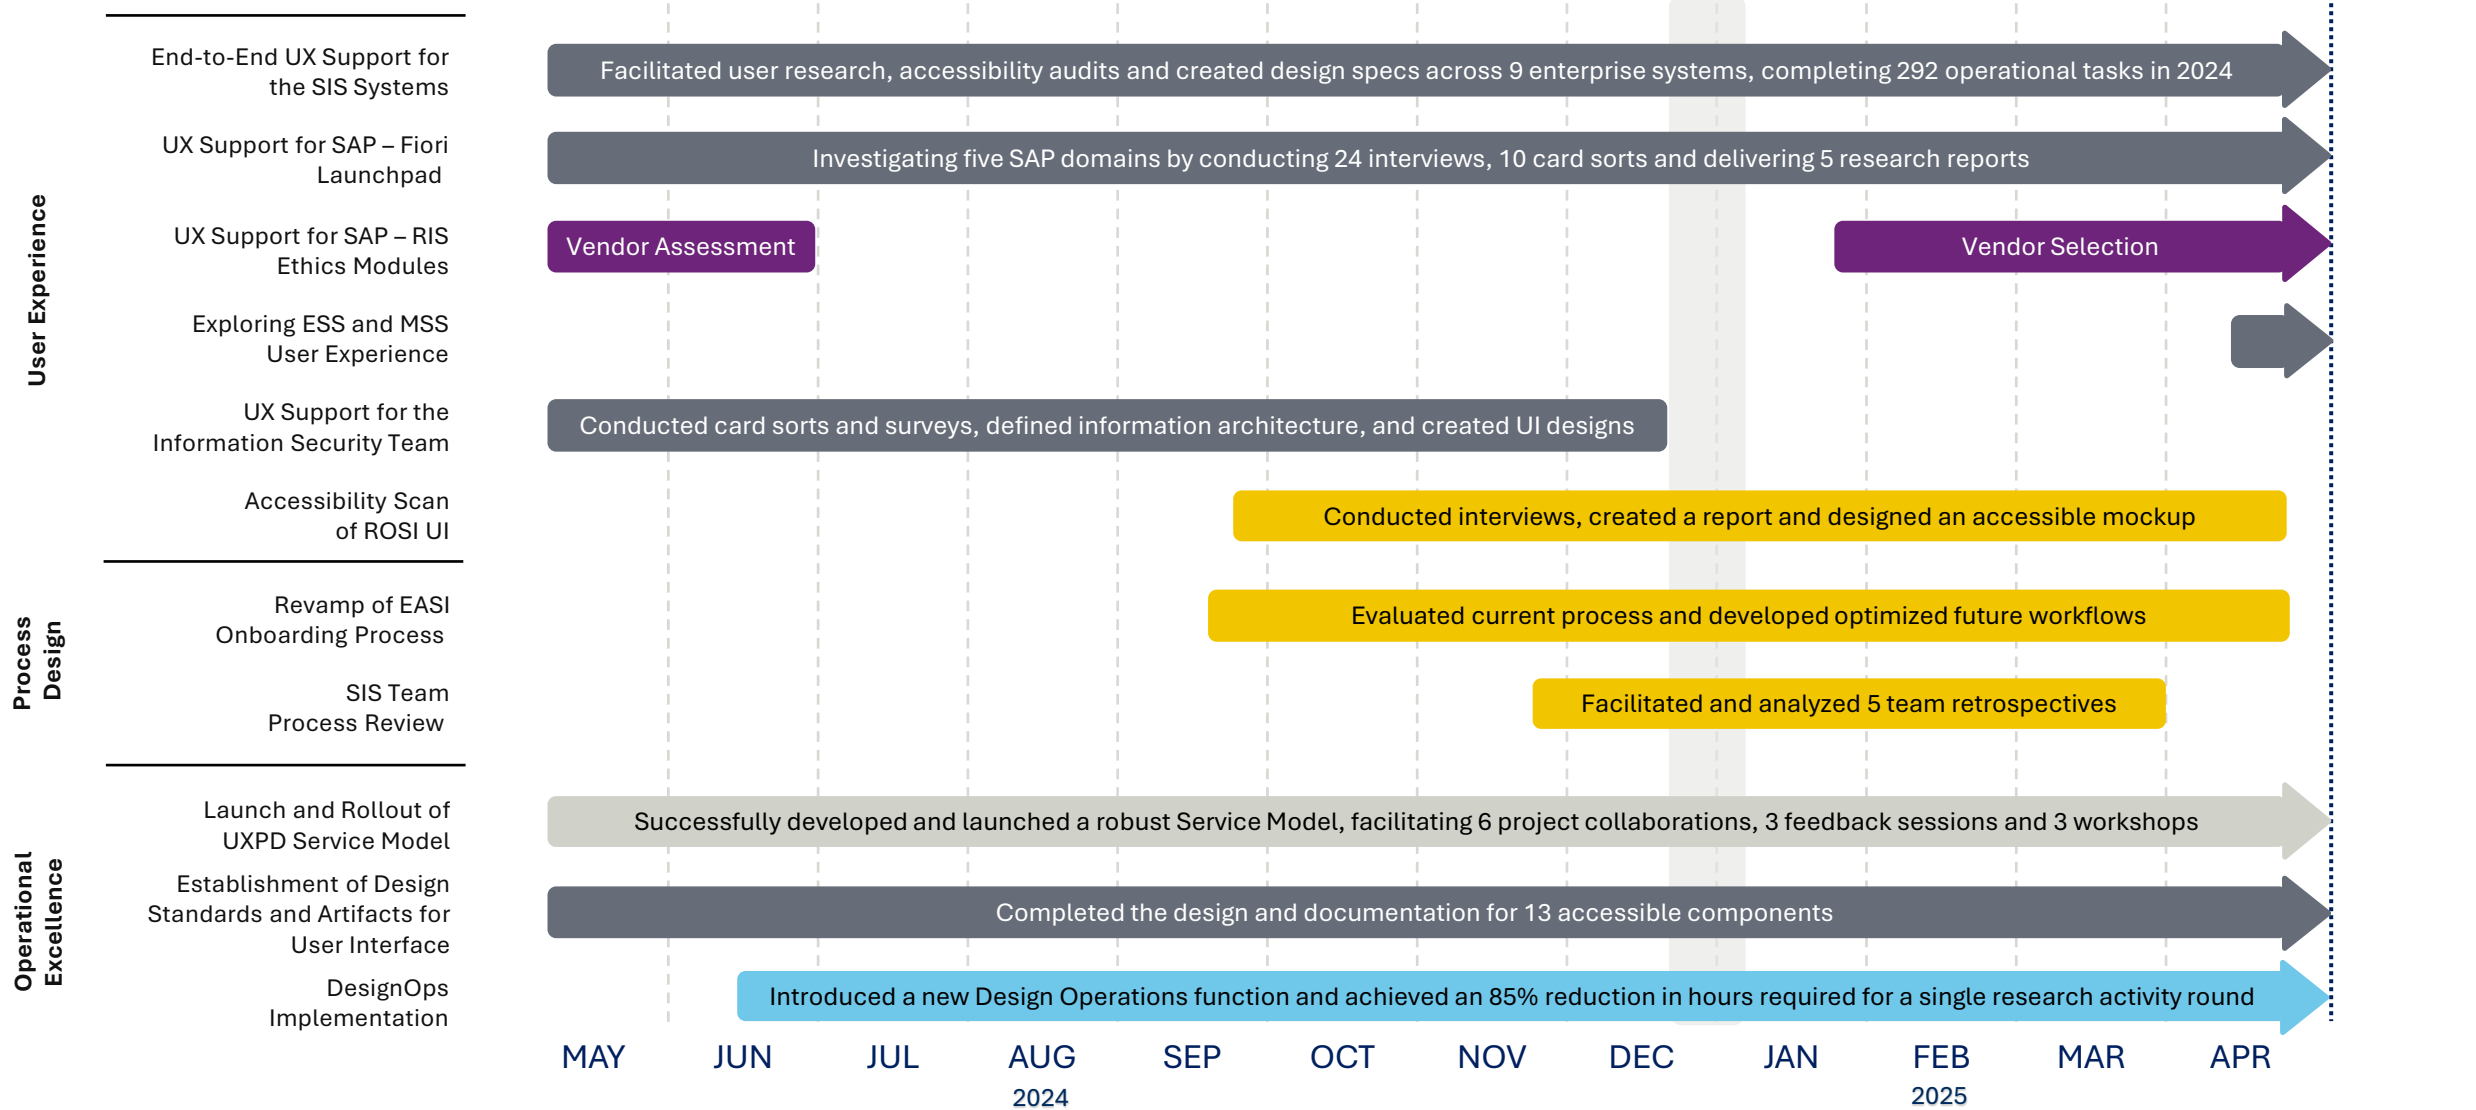 User Experience
End-to-End UX Support for
the SIS Systems
Facilitated user research, accessibility audits and created design specs across 9 enterprise systems, completing 292 operational tasks in 2024
UX Support for SAP – Fiori
Launchpad
Investigating five SAP domains by conducting 24 interviews, 10 card sorts and delivering 5 research reports
UX Support for SAP – RIS
Ethics Modules
Vendor Assessment
Vendor Selection
Exploring ESS and MSS
User Experience
UX Support for the
Information Security Team
Conducted card sorts and surveys, defined information architecture, and created UI designs
Accessibility Scan
of ROSI UI
Conducted interviews, created a report and designed an accessible mockup
Process
Design
Revamp of EASI
Onboarding Process
Evaluated current process and developed optimized future workflows
SIS Team
Process Review
Facilitated and analyzed 5 team retrospectives
Operational
Excellence
Launch and Rollout of
UXPD Service Model
Successfully developed and launched a robust Service Model, facilitating 6 project collaborations, 3 feedback sessions and 3 workshops
Establishment of Design
Standards and Artifacts for
User Interface
Completed the design and documentation for 13 accessible components
DesignOps
Implementation
Introduced a new Design Operations function and achieved an 85% reduction in hours required for a single research activity round
MAY JUN JUL AUG SEP OCT NOV DEC JAN FEB MAR APR
2024 2025